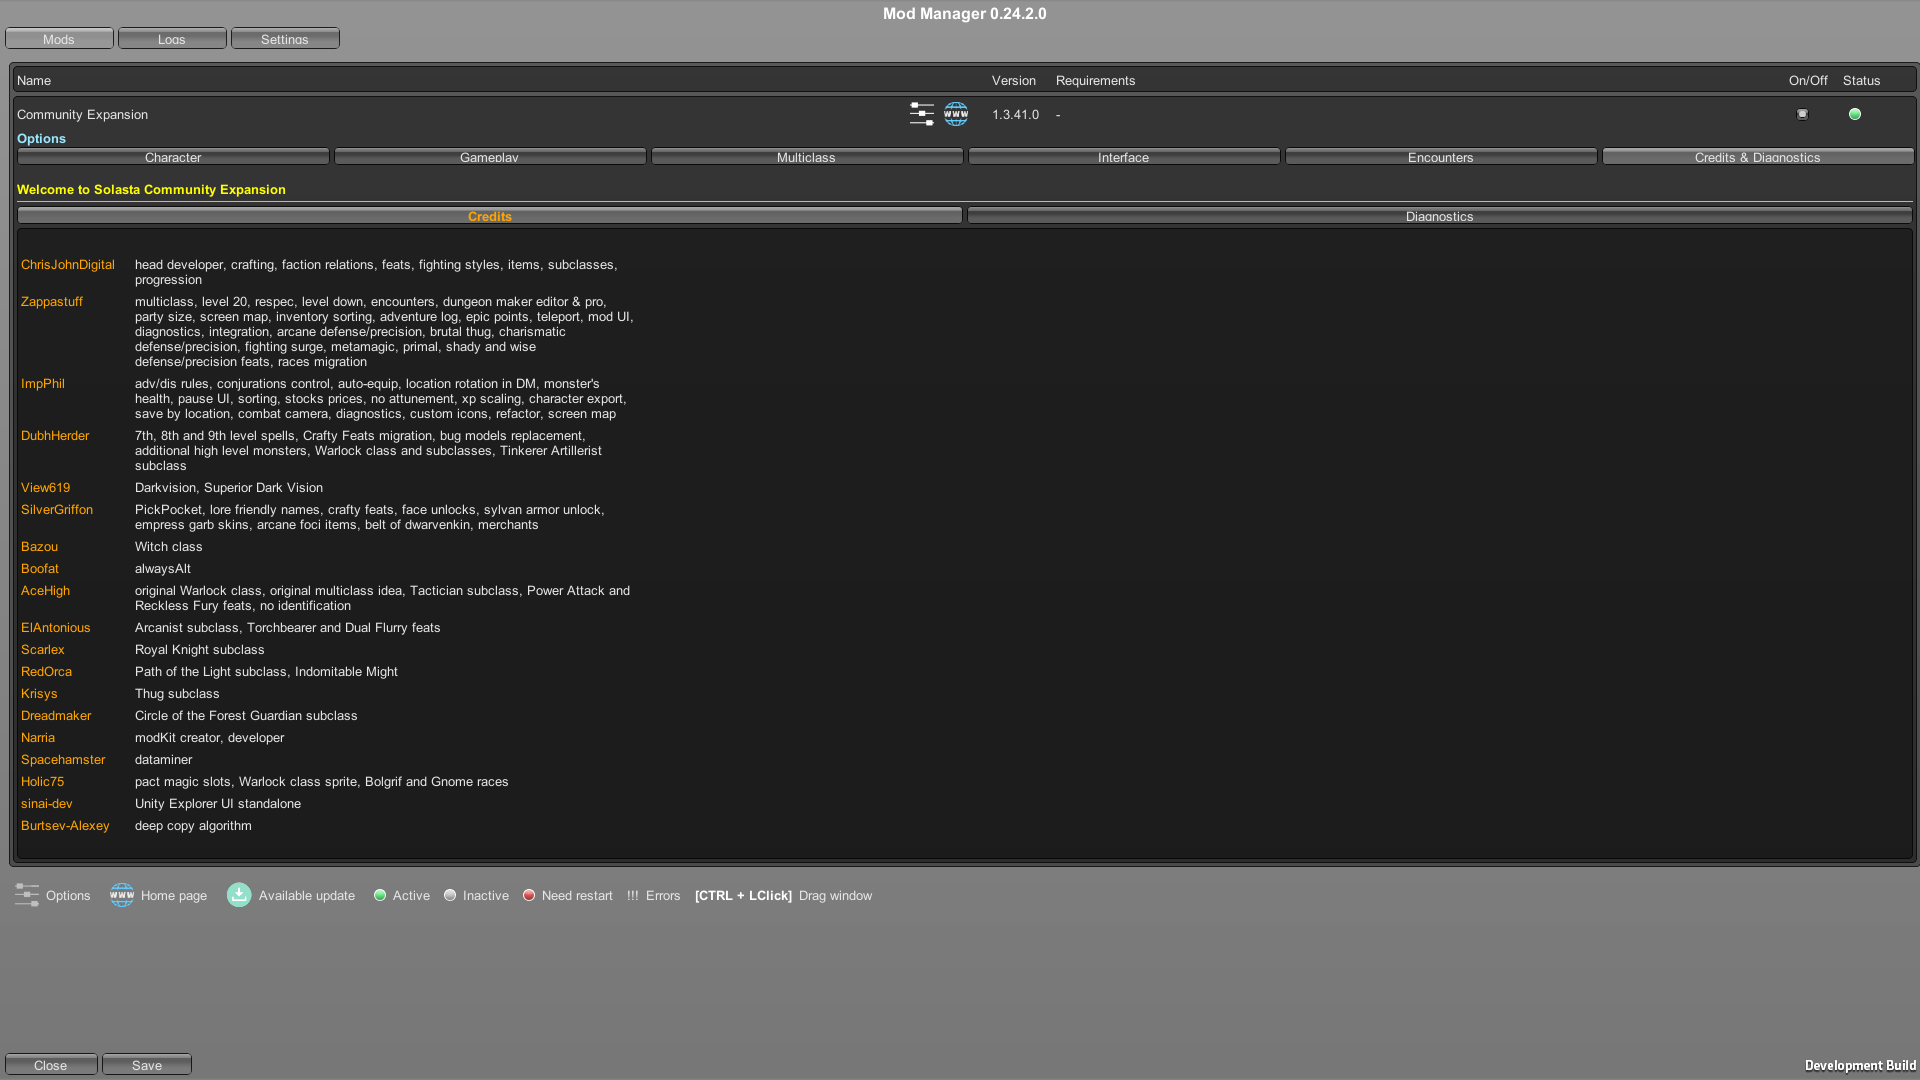 Mod Manager 0.24.2.0
Mods Logs Settings
Name Version Requirements On/Off Status
Community Expansion WWW 1.3.41.0 -
Options
Character Gameplay Multiclass Interface Encounters Credits & Diagnostics
Welcome to Solasta Community Expansion
Credits Diagnostics
ChrisJohnDigital head developer, crafting, faction relations, feats, fighting styles, items, subclasses,
progression
Zappastuff multiclass, level 20, respec, level down, encounters, dungeon maker editor & pro,
party size, screen map, inventory sorting, adventure log, epic points, teleport, mod UI,
diagnostics, integration, arcane defense/precision, brutal thug, charismatic
defense/precision, fighting surge, metamagic, primal, shady and wise
defense/precision feats, races migration
ImpPhil adv/dis rules, conjurations control, auto-equip, location rotation in DM, monster's
health, pause UI, sorting, stocks prices, no attunement, xp scaling, character export,
save by location, combat camera, diagnostics, custom icons, refactor, screen map
DubhHerder 7th, 8th and 9th level spells, Crafty Feats migration, bug models replacement,
additional high level monsters, Warlock class and subclasses, Tinkerer Artillerist
subclass
View619 Darkvision, Superior Dark Vision
SilverGriffon PickPocket, lore friendly names, crafty feats, face unlocks, sylvan armor unlock,
empress garb skins, arcane foci items, belt of dwarvenkin, merchants
Bazou Witch class
Boofat alwaysAlt
AceHigh original Warlock class, original multiclass idea, Tactician subclass, Power Attack and
Reckless Fury feats, no identification
ElAntonious Arcanist subclass, Torchbearer and Dual Flurry feats
Scarlex Royal Knight subclass
RedOrca Path of the Light subclass, Indomitable Might
Krisys Thug subclass
Dreadmaker Circle of the Forest Guardian subclass
Narria modKit creator, developer
Spacehamster dataminer
Holic75 pact magic slots, Warlock class sprite, Bolgrif and Gnome races
sinai-dev Unity Explorer UI standalone
Burtsev-Alexey deep copy algorithm
Options WWW Home page Available update Active Inactive Need restart !!! Errors [CTRL + LClick] Drag window
Close Save Development Build